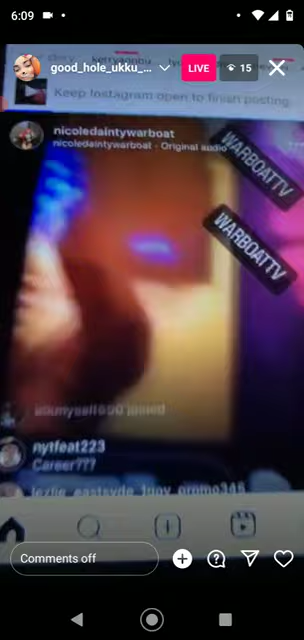 6:09
good_hole_ukku_...
LIVE
15
Keep Instagram open to finish posting.
nicoledaintywarboat
nicoledaintywarboat · Original audio
WARBOATTV
WARBOATTV
joined
nytfeat223
Career???
Comments off